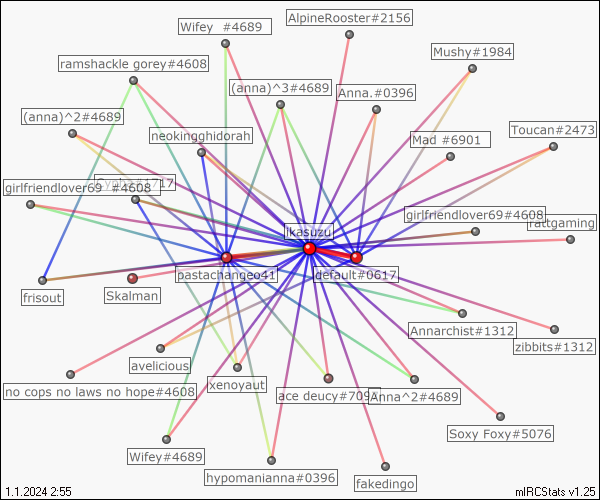 Wifey  #4689
AlpineRooster#2156
ramshackle gorey#4608
Mushy#1984
(anna)^3#4689
Anna.#0396
(anna)^2#4689
neokingghidorah
Toucan#2473
Mad #6901
girlfriendlover69  #4608
#1717
girlfriendlover69#4608
rattgaming
ikasuzu
pastachangeo41
default#0617
frisout
Skalman
Annarchist#1312
zibbits#1312
avelicious
xenoyaut
no cops no laws no hope#4608
ace deucy#709
Anna^2#4689
Soxy Foxy#5076
Wifey#4689
hypomanianna#0396
fakedingo
1.1.2024 2:55
mIRCStats v1.25